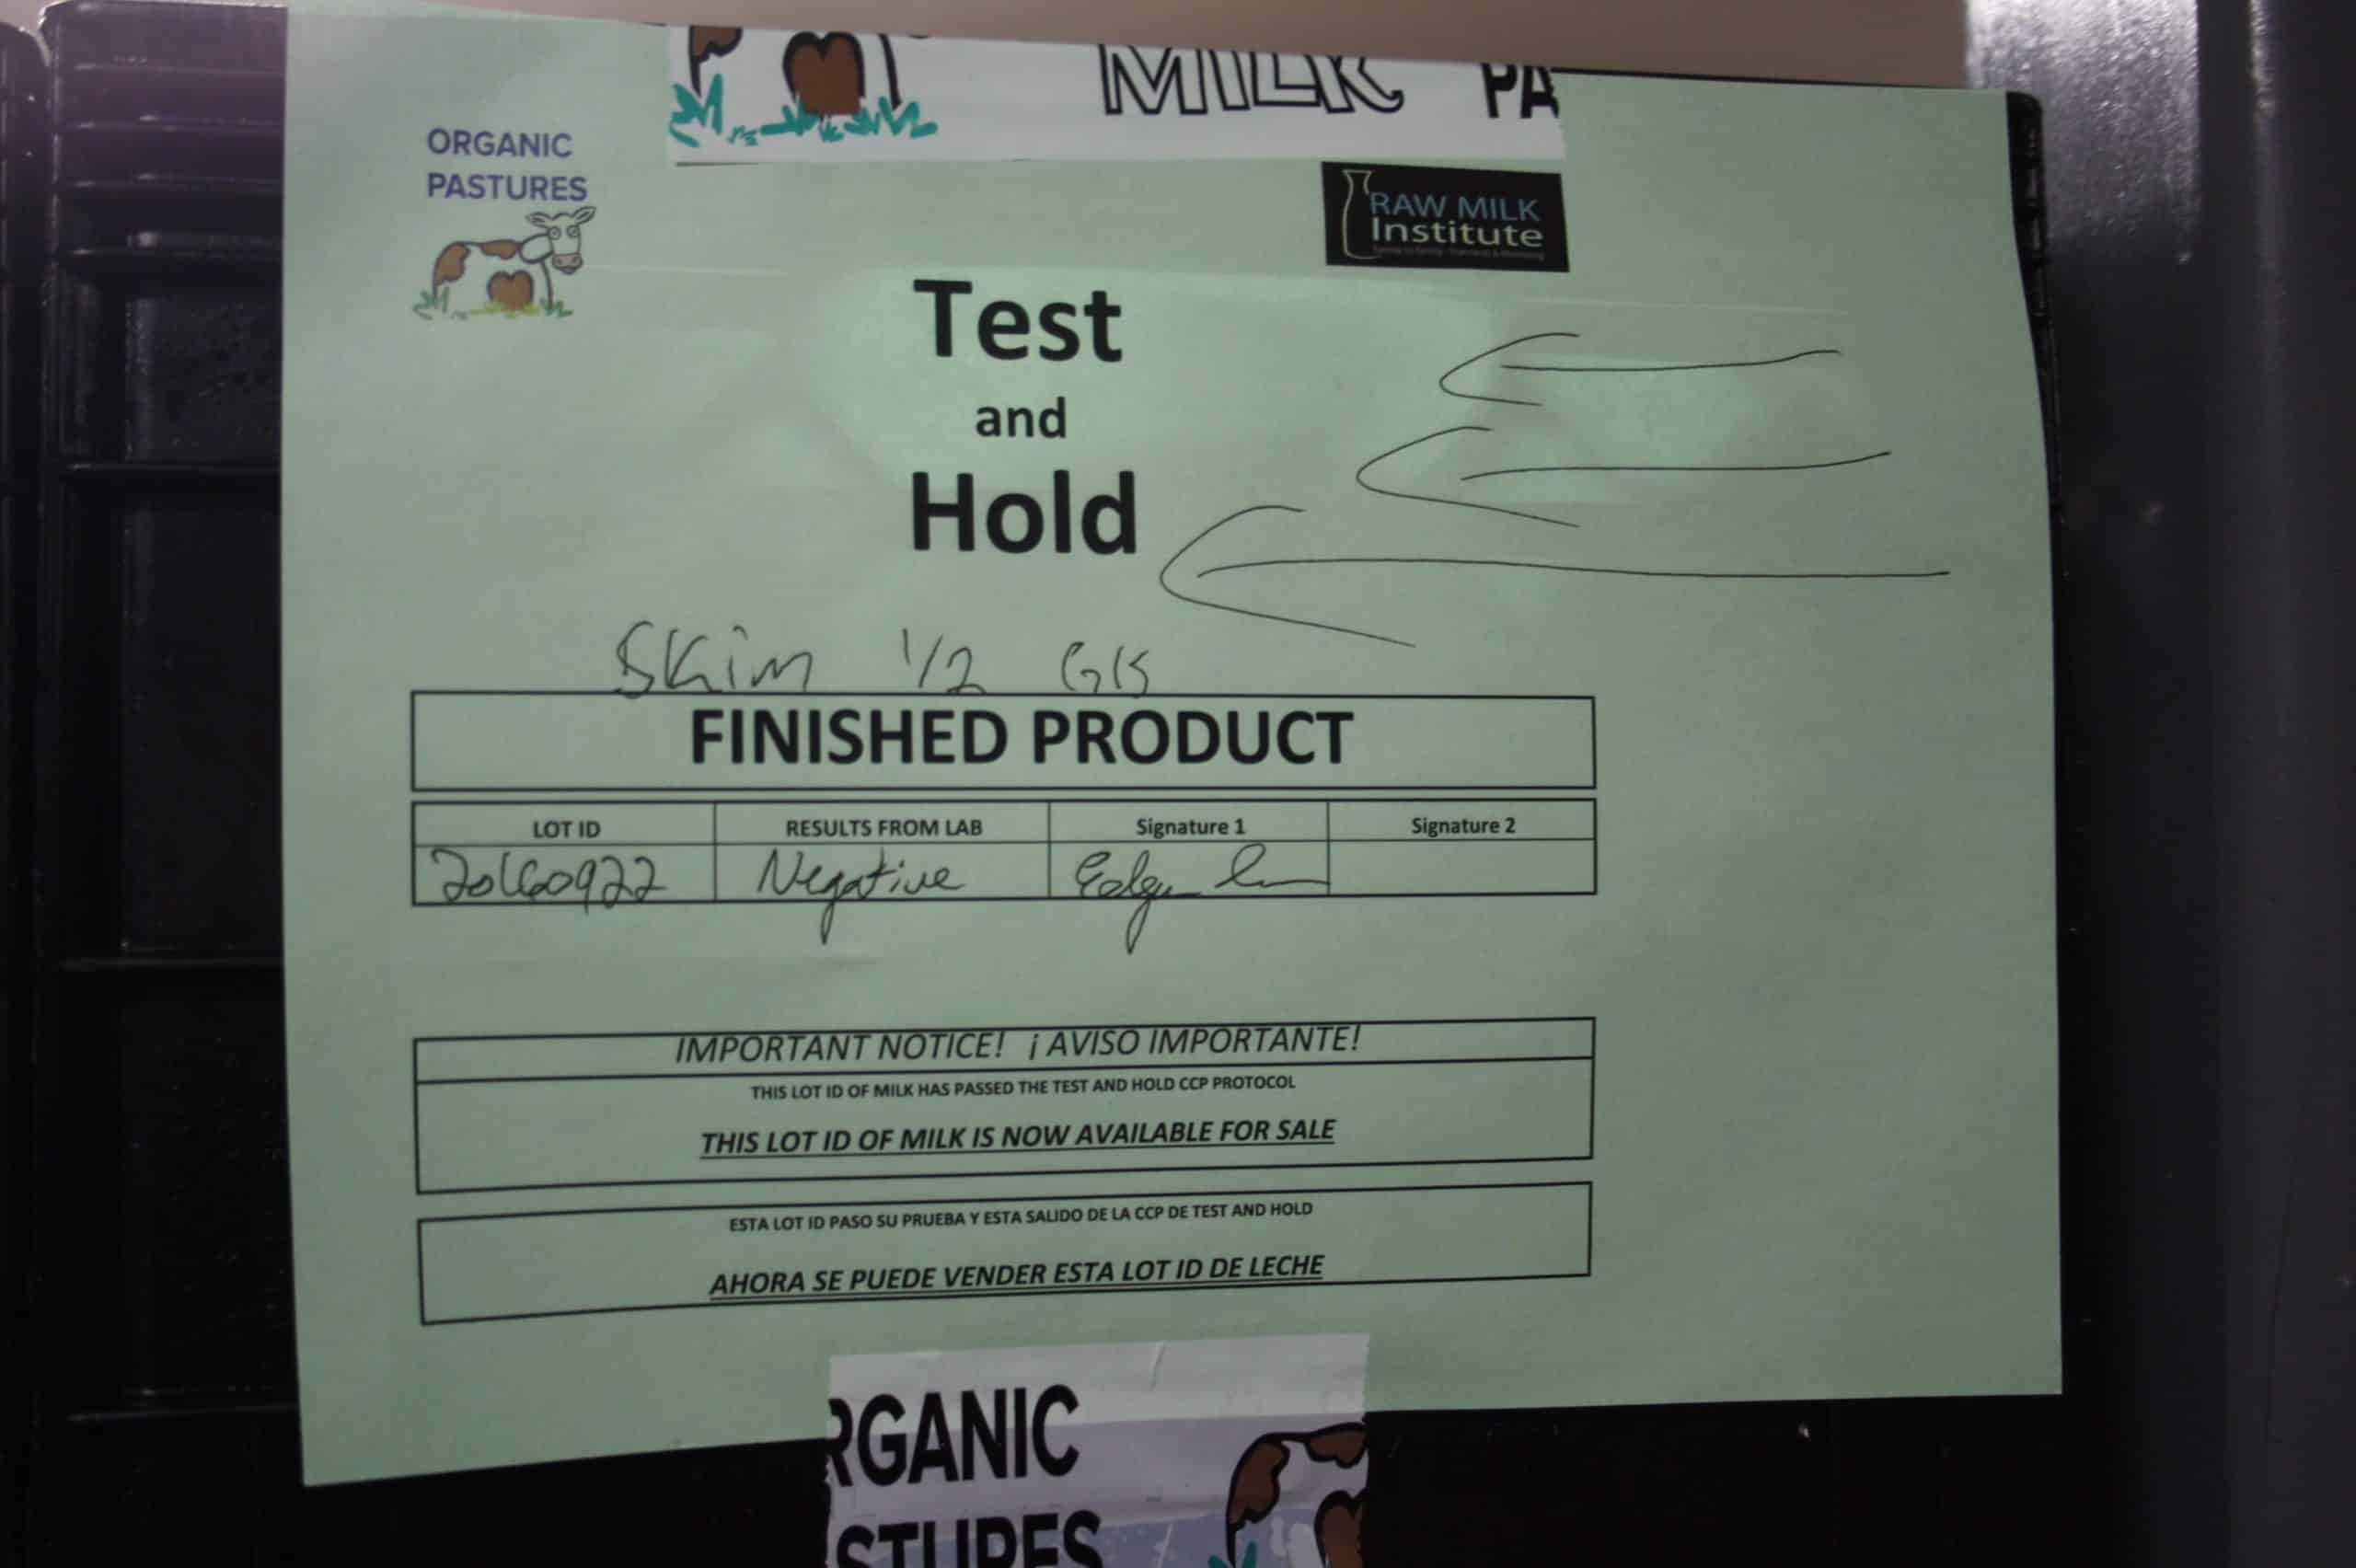 MILK PA
ORGANIC
PASTURES
RAW MILK
Institute
Test
and
Hold
Skim 1/2 Gls
FINISHED PRODUCT
LOT ID RESULTS FROM LAB Signature 1 Signature 2
20160922 Negative
IMPORTANT NOTICE! ¡ AVISO IMPORTANTE!
THIS LOT ID OF MILK HAS PASSED THE TEST AND HOLD CCP PROTOCOL
THIS LOT ID OF MILK IS NOW AVAILABLE FOR SALE
ESTA LOT ID PASO SU PRUEBA Y ESTA SALIDO DE LA CCP DE TEST AND HOLD
AHORA SE PUEDE VENDER ESTA LOT ID DE LECHE
RGANIC
STURES